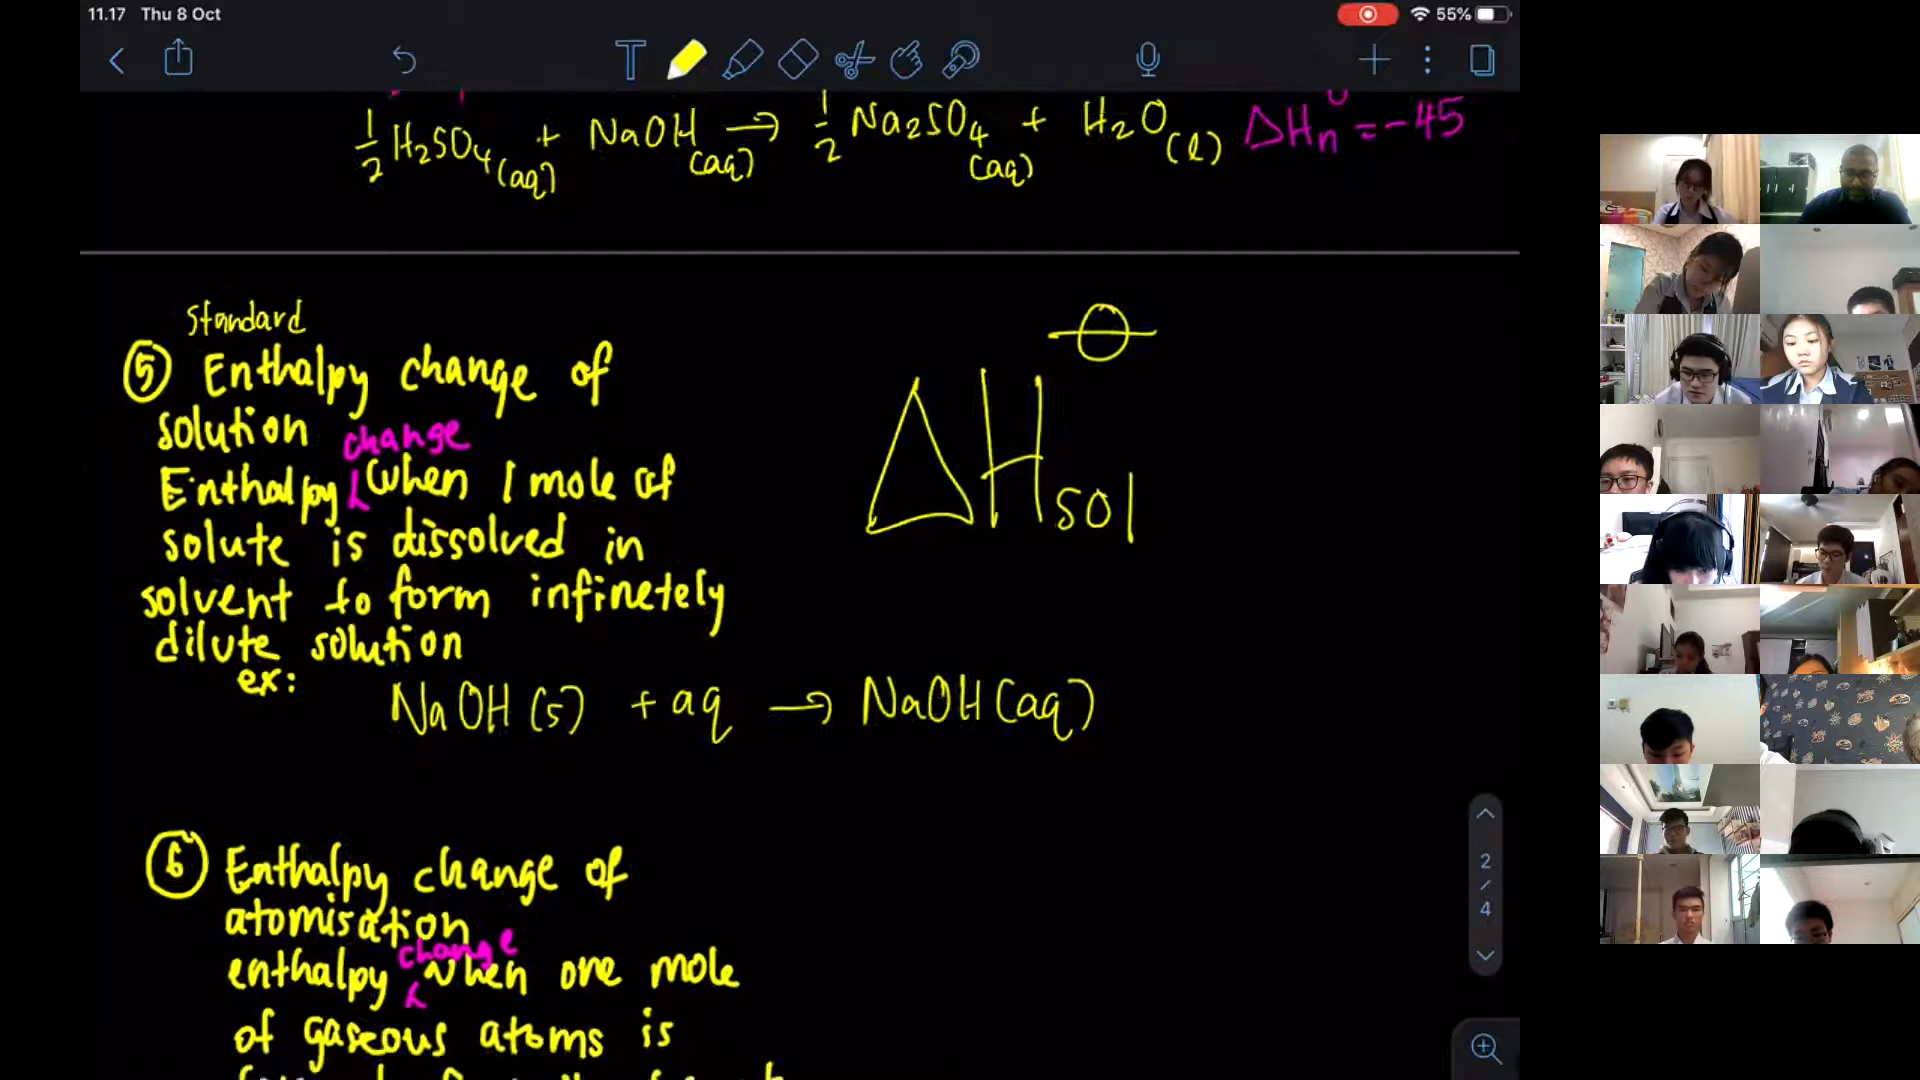 11.17 Thu 8 Oct 55%
T
1/2 H2SO4(aq) + NaOH(aq) → 1/2 Na2SO4(aq) + H2O(l) ΔHn = -45
Standard
⑤ Enthalpy change of
solution
change
Enthalpy when 1 mole of
solute is dissolved in
solvent to form infinetely
dilute solution
ex:
ΔHsol⦵
NaOH(s) + aq → NaOH(aq)
⑥ Enthalpy change of
atomisation
change
enthalpy when one mole
of gaseous atoms is
2
/
4